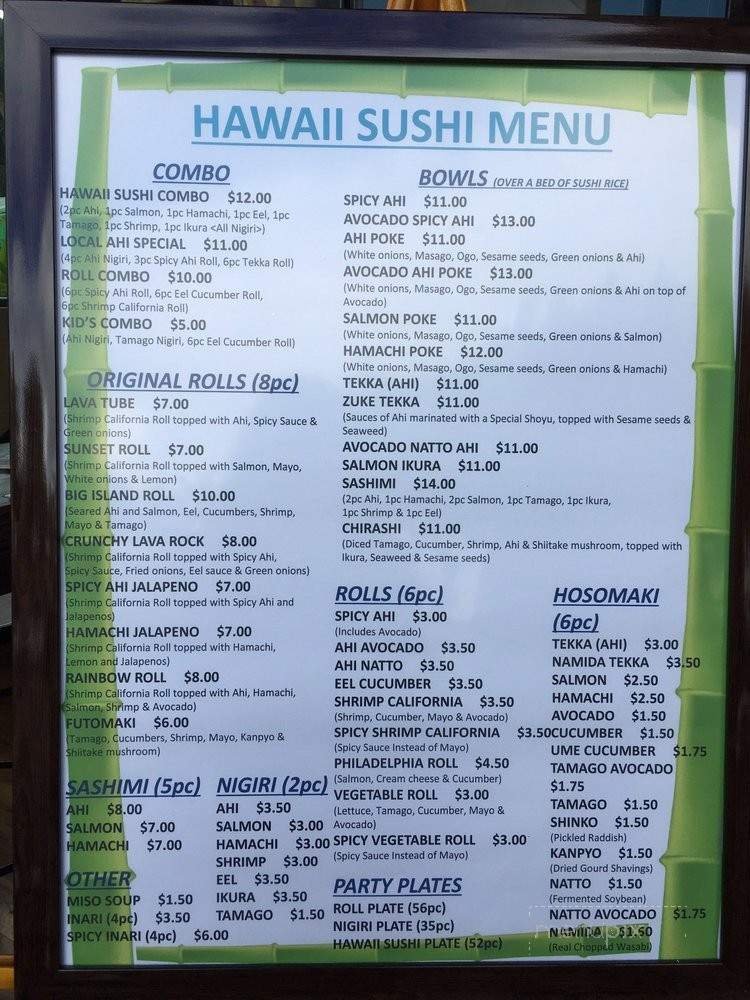 HAWAII SUSHI MENU
COMBO
HAWAII SUSHI COMBO $12.00
(2pc Ahi, 1pc Salmon, 1pc Hamachi, 1pc Eel, 1pc
Tamago, 1pc Shrimp, 1pc Ikura <All Nigiri>)
LOCAL AHI SPECIAL $11.00
(4pc Ahi Nigiri, 3pc Spicy Ahi Roll, 6pc Tekka Roll)
ROLL COMBO $10.00
(6pc Spicy Ahi Roll, 6pc Eel Cucumber Roll,
6pc Shrimp California Roll)
KID'S COMBO $5.00
(Ahi Nigiri, Tamago Nigiri, 6pc Eel Cucumber Roll)
ORIGINAL ROLLS (8pc)
LAVA TUBE $7.00
(Shrimp California Roll topped with Ahi, Spicy Sauce &
Green onions)
SUNSET ROLL $7.00
(Shrimp California Roll topped with Salmon, Mayo,
White onions & Lemon)
BIG ISLAND ROLL $10.00
(Seared Ahi and Salmon, Eel, Cucumbers, Shrimp,
Mayo & Tamago)
CRUNCHY LAVA ROCK $8.00
(Shrimp California Roll topped with Spicy Ahi,
Spicy Sauce, Fried onions, Eel sauce & Green onions)
SPICY AHI JALAPENO $7.00
(Shrimp California Roll topped with Spicy Ahi and
Jalapenos)
HAMACHI JALAPENO $7.00
(Shrimp California Roll topped with Hamachi,
Lemon and Jalapenos)
RAINBOW ROLL $8.00
(Shrimp California Roll topped with Ahi, Hamachi,
Salmon, Shrimp & Avocado)
FUTOMAKI $6.00
(Tamago, Cucumbers, Shrimp, Mayo, Kanpyo &
Shiitake mushroom)
SASHIMI (5pc)
AHI $8.00
SALMON $7.00
HAMACHI $7.00
OTHER
MISO SOUP $1.50
INARI (4pc) $3.50
SPICY INARI (4pc) $6.00
NIGIRI (2pc)
AHI $3.50
SALMON $3.00
HAMACHI $3.00
SHRIMP $3.00
EEL $3.50
IKURA $3.50
TAMAGO $1.50
BOWLS (OVER A BED OF SUSHI RICE)
SPICY AHI $11.00
AVOCADO SPICY AHI $13.00
AHI POKE $11.00
(White onions, Masago, Ogo, Sesame seeds, Green onions & Ahi)
AVOCADO AHI POKE $13.00
(White onions, Masago, Ogo, Sesame seeds, Green onions & Ahi on top of
Avocado)
SALMON POKE $11.00
(White onions, Masago, Ogo, Sesame seeds, Green onions & Salmon)
HAMACHI POKE $12.00
(White onions, Masago, Ogo, Sesame seeds, Green onions & Hamachi)
TEKKA (AHI) $11.00
ZUKE TEKKA $11.00
(Sauces of Ahi marinated with a Special Shoyu, topped with Sesame seeds &
Seaweed)
AVOCADO NATTO AHI $11.00
SALMON IKURA $11.00
SASHIMI $14.00
(2pc Ahi, 1pc Hamachi, 2pc Salmon, 1pc Tamago, 1pc Ikura,
1pc Shrimp & 1pc Eel)
CHIRASHI $11.00
(Diced Tamago, Cucumber, Shrimp, Ahi & Shiitake mushroom, topped with
Ikura, Seaweed & Sesame seeds)
ROLLS (6pc)
SPICY AHI $3.00
(Includes Avocado)
AHI AVOCADO $3.50
AHI NATTO $3.50
EEL CUCUMBER $3.50
SHRIMP CALIFORNIA $3.50
(Shrimp, Cucumber, Mayo & Avocado)
SPICY SHRIMP CALIFORNIA $3.50
(Spicy Sauce Instead of Mayo)
PHILADELPHIA ROLL $4.50
(Salmon, Cream cheese & Cucumber)
VEGETABLE ROLL $3.00
(Lettuce, Tamago, Cucumber, Mayo &
Avocado)
SPICY VEGETABLE ROLL $3.00
(Spicy Sauce Instead of Mayo)
PARTY PLATES
ROLL PLATE (56pc)
NIGIRI PLATE (35pc)
HAWAII SUSHI PLATE (52pc)
HOSOMAKI
(6pc)
TEKKA (AHI) $3.00
NAMIDA TEKKA $3.50
SALMON $2.50
HAMACHI $2.50
AVOCADO $1.50
CUCUMBER $1.50
UME CUCUMBER $1.75
TAMAGO AVOCADO
$1.75
TAMAGO $1.50
SHINKO $1.50
(Pickled Raddish)
KANPYO $1.50
(Dried Gourd Shavings)
NATTO $1.50
(Fermented Soybean)
NATTO AVOCADO $1.75
NAMIDA $1.50
(Real Chopped Wasabi)